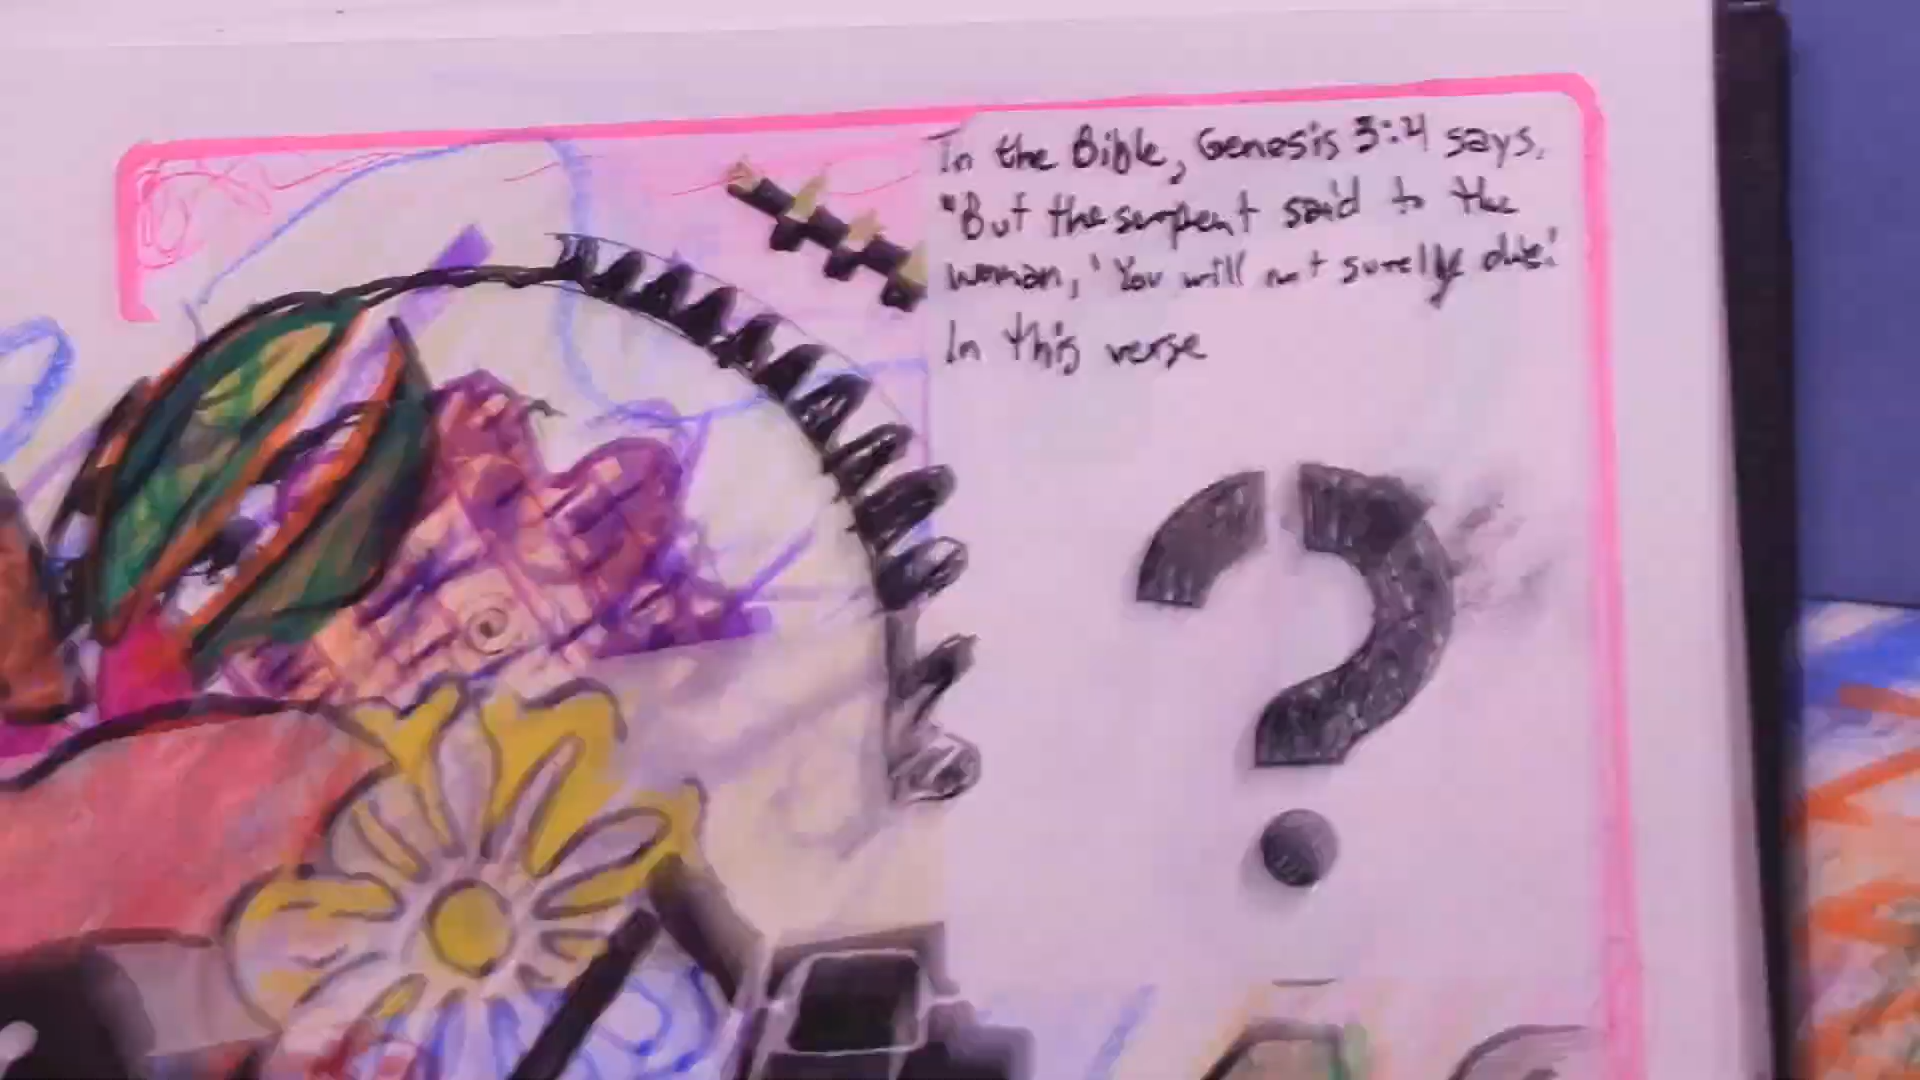 In the Bible, Genesis 3:4 says,
"But the serpent said to the
woman, 'You will not surely die.'
In this verse
?